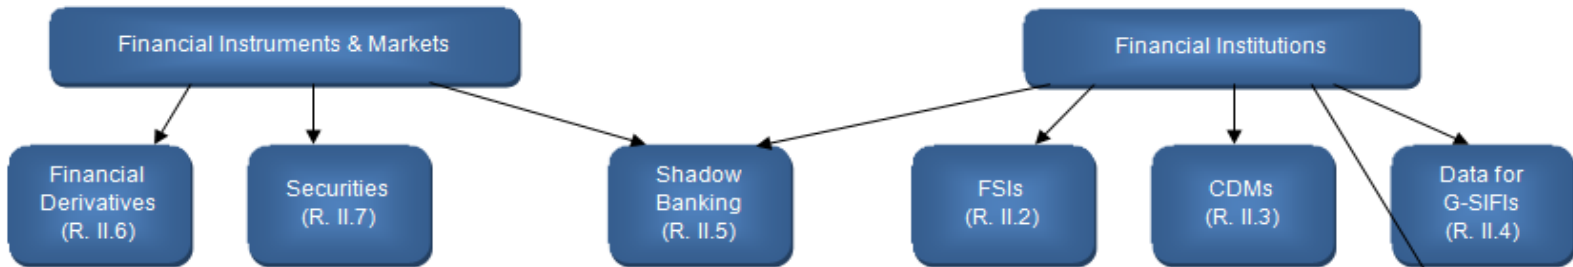 Financial Instruments & Markets
Financial Institutions
Financial
Derivatives
(R. II.6)
Securities
(R. II.7)
Shadow
Banking
(R. II.5)
FSIs
(R. II.2)
CDMs
(R. II.3)
Data for
G-SIFIs
(R. II.4)